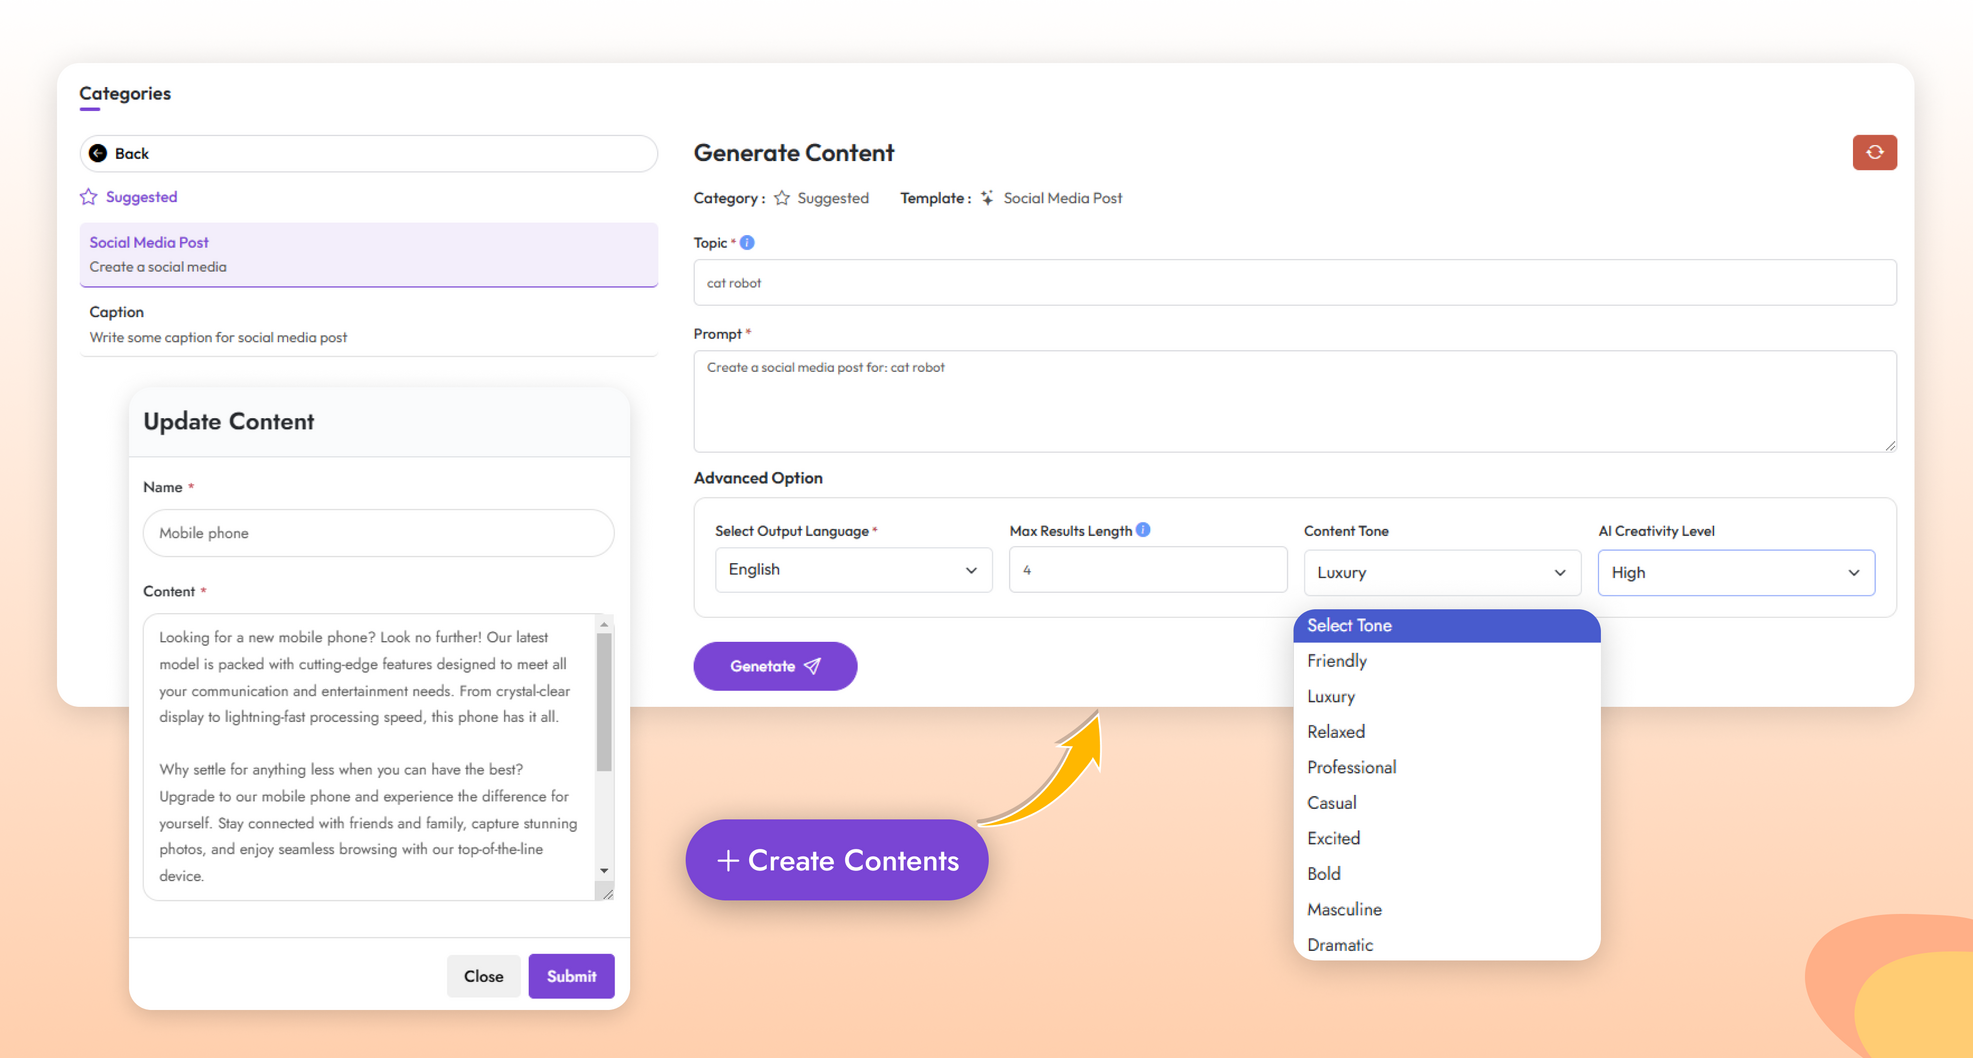 Categories
Back
Suggested
Social Media Post
Create a social media
Caption
Write some caption for social media post
Generate Content
Category : Suggested Template : Social Media Post
Topic *
cat robot
Prompt *
Create a social media post for: cat robot
Advanced Option
Select Output Language * Max Results Length Content Tone AI Creativity Level
English 4 Luxury High
Genetate
Select Tone
Friendly
Luxury
Relaxed
Professional
Casual
Excited
Bold
Masculine
Dramatic
Update Content
Name *
Mobile phone
Content *
Looking for a new mobile phone? Look no further! Our latest
model is packed with cutting-edge features designed to meet all
your communication and entertainment needs. From crystal-clear
display to lightning-fast processing speed, this phone has it all.
Why settle for anything less when you can have the best?
Upgrade to our mobile phone and experience the difference for
yourself. Stay connected with friends and family, capture stunning
photos, and enjoy seamless browsing with our top-of-the-line
device.
Close Submit
+ Create Contents